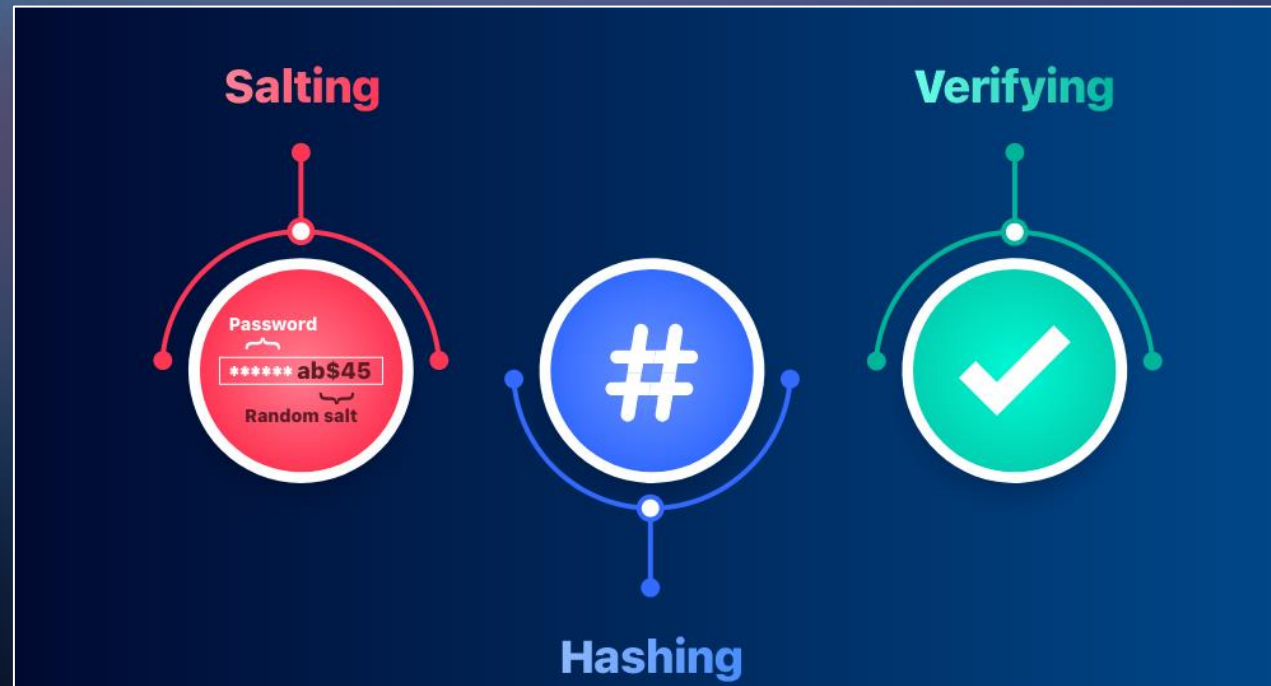 Salting
Verifying
Password
****** ab$45
Random salt
#
Hashing